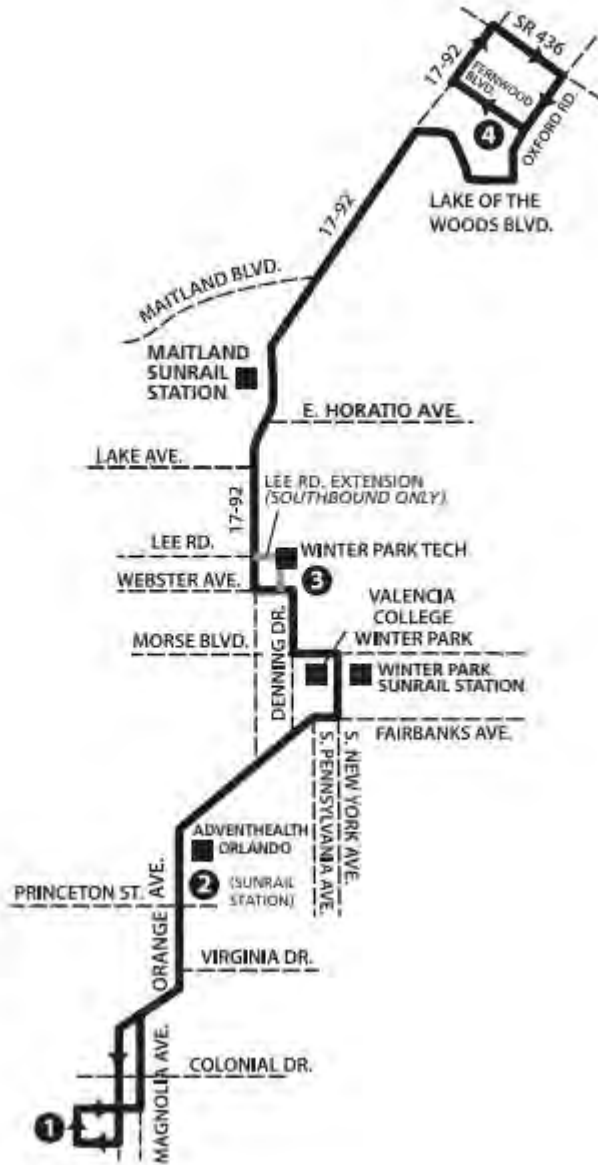 SR 436
17-92
FERNWOOD
BLVD.
OXFORD RD.
4
LAKE OF THE
WOODS BLVD.
17-92
MAITLAND BLVD.
MAITLAND
SUNRAIL
STATION
E. HORATIO AVE.
LAKE AVE.
LEE RD. EXTENSION
(SOUTHBOUND ONLY)
17-92
LEE RD.
WINTER PARK TECH
WEBSTER AVE.
3
VALENCIA
COLLEGE
WINTER PARK
MORSE BLVD.
DENNING DR.
WINTER PARK
SUNRAIL STATION
FAIRBANKS AVE.
S. PENNSYLVANIA AVE.
S. NEW YORK AVE.
ADVENTHEALTH
ORLANDO
2
(SUNRAIL
STATION)
PRINCETON ST.
ORANGE AVE.
VIRGINIA DR.
MAGNOLIA AVE.
COLONIAL DR.
1